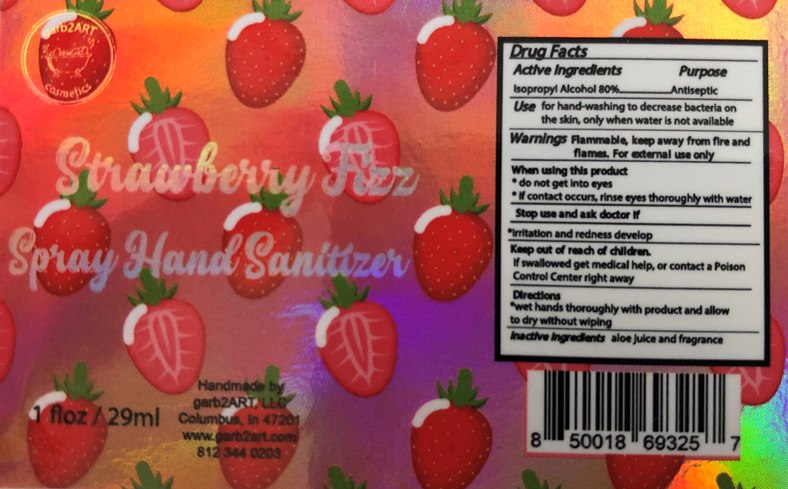 garb2ART
cosmetics
Strawberry Fizz
Spray Hand Sanitizer
1 floz / 29ml
Handmade by
garb2ART, LLC
Columbus, In 47201
www.garb2art.com
812 344 0203
Drug Facts
Active Ingredients Purpose
Isopropyl Alcohol 80%..................Antiseptic
Use for hand-washing to decrease bacteria on
the skin, only when water is not available
Warnings Flammable, keep away from fire and
flames. For external use only
When using this product
* do not get into eyes
* if contact occurs, rinse eyes thoroughly with water
Stop use and ask doctor if
*irritation and redness develop
Keep out of reach of children.
If swallowed get medical help, or contact a Poison
Control Center right away
Directions
*wet hands thoroughly with product and allow
to dry without wiping
Inactive Ingredients aloe juice and fragrance
8 50018 69325 7